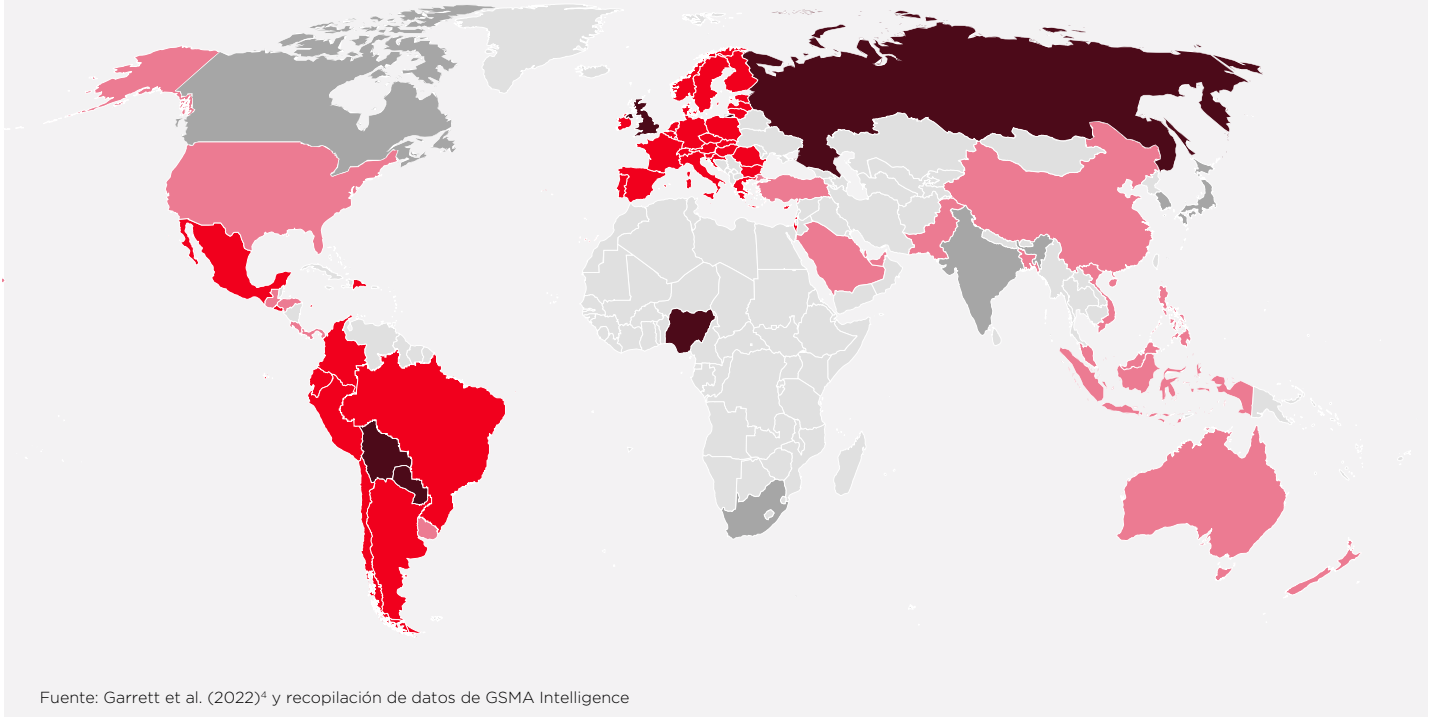 Fuente: Garrett et al. (2022)⁴ y recopilación de datos de GSMA Intelligence